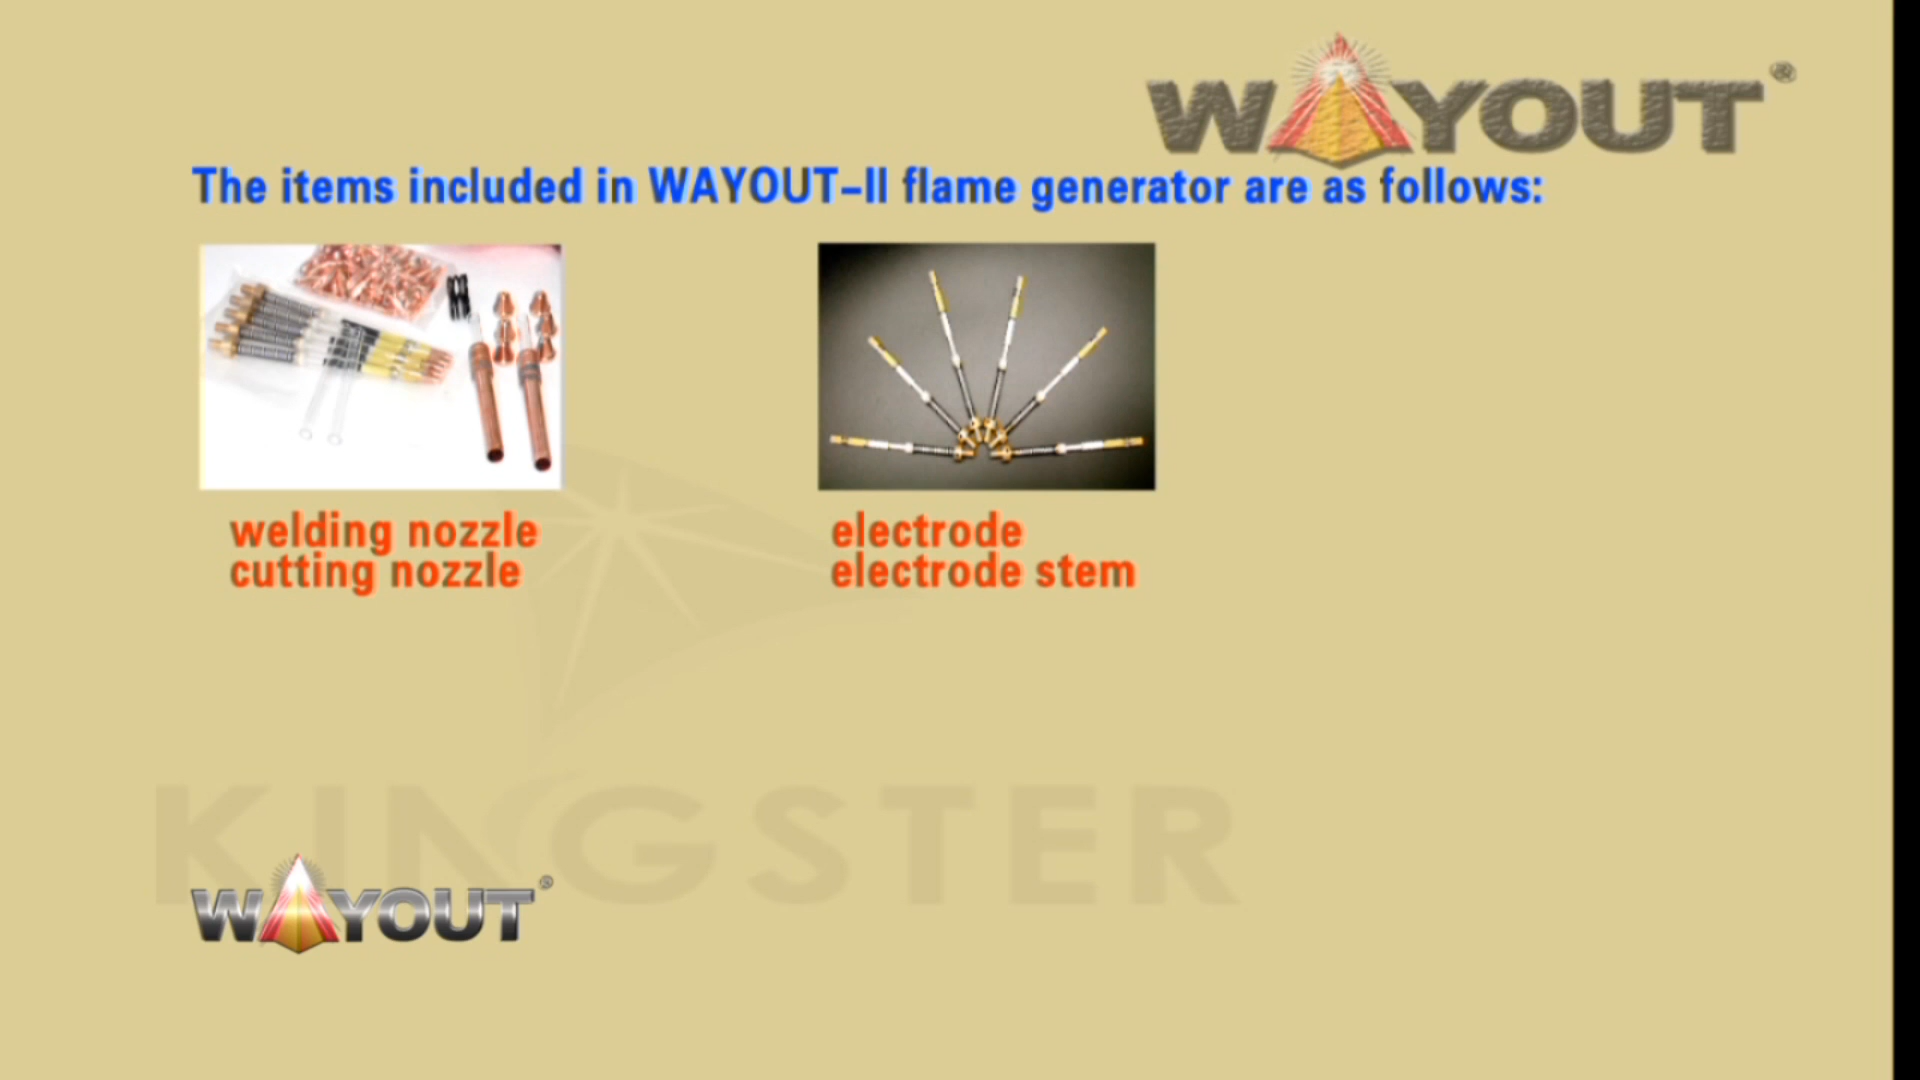 WAYOUT®
The items included in WAYOUT-II flame generator are as follows:
welding nozzle
cutting nozzle
electrode
electrode stem
KINGSTER
WAYOUT®